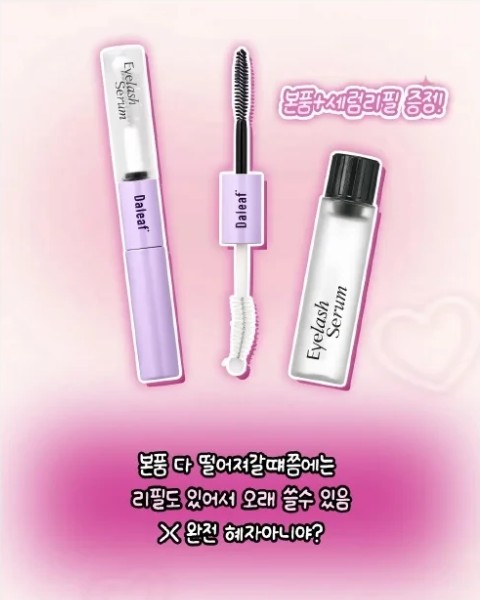 Eyelash
Serum
Daleaf
Daleaf
본품+세럼리필 증정!
Eyelash
Serum
본품 다 떨어져갈떄쯤에는
리필도 있어서 오래 쓸수 있음
X 완전 혜자아니야?